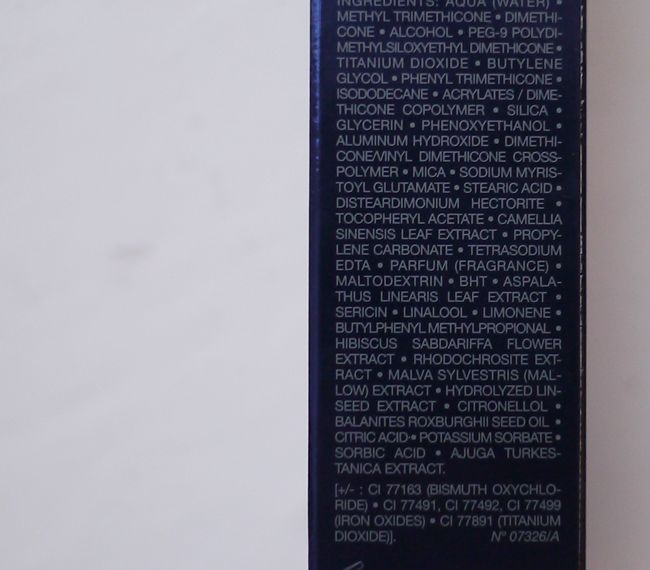 INGREDIENTS: AQUA (WATER) •
METHYL TRIMETHICONE • DIMETHI-
CONE • ALCOHOL • PEG-9 POLYDI-
METHYLSILOXYETHYL DIMETHICONE •
TITANIUM DIOXIDE • BUTYLENE
GLYCOL • PHENYL TRIMETHICONE •
ISODODECANE • ACRYLATES / DIME-
THICONE COPOLYMER • SILICA •
GLYCERIN • PHENOXYETHANOL •
ALUMINUM HYDROXIDE • DIMETHI-
CONE/VINYL DIMETHICONE CROSS-
POLYMER • MICA • SODIUM MYRIS-
TOYL GLUTAMATE • STEARIC ACID •
DISTEARDIMONIUM HECTORITE •
TOCOPHERYL ACETATE • CAMELLIA
SINENSIS LEAF EXTRACT • PROPY-
LENE CARBONATE • TETRASODIUM
EDTA • PARFUM (FRAGRANCE) •
MALTODEXTRIN • BHT • ASPALA-
THUS LINEARIS LEAF EXTRACT •
SERICIN • LINALOOL • LIMONENE •
BUTYLPHENYL METHYLPROPIONAL •
HIBISCUS SABDARIFFA FLOWER
EXTRACT • RHODOCHROSITE EXT-
RACT • MALVA SYLVESTRIS (MAL-
LOW) EXTRACT • HYDROLYZED LIN-
SEED EXTRACT • CITRONELLOL •
BALANITES ROXBURGHII SEED OIL •
CITRIC ACID • POTASSIUM SORBATE •
SORBIC ACID • AJUGA TURKES-
TANICA EXTRACT.
[+/- : CI 77163 (BISMUTH OXYCHLO-
RIDE) • CI 77491, CI 77492, CI 77499
(IRON OXIDES) • CI 77891 (TITANIUM
DIOXIDE)]. N° 07326/A